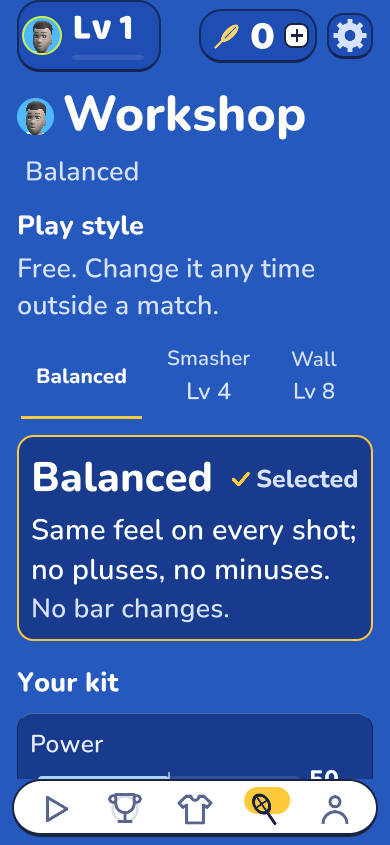 Lv 1
0
Workshop
Balanced
Play style
Free. Change it any time
outside a match.
Balanced
Smasher
Lv 4
Wall
Lv 8
Balanced
Selected
Same feel on every shot;
no pluses, no minuses.
No bar changes.
Your kit
Power
50